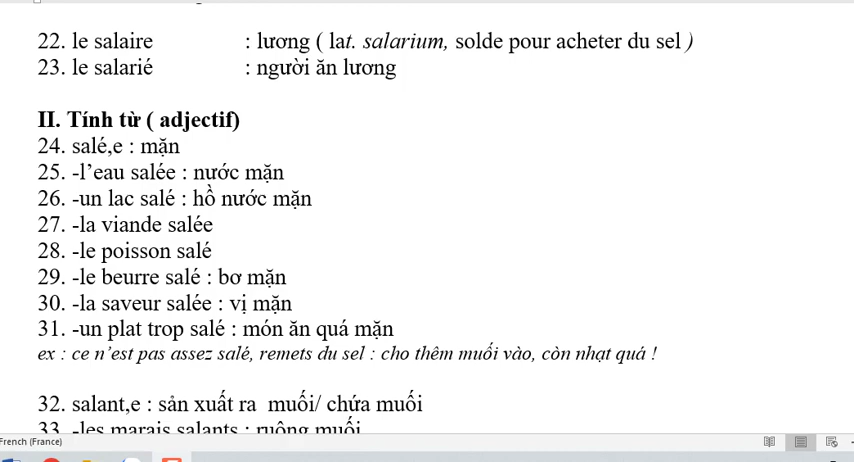 22. le salaire : lương ( lat. salarium, solde pour acheter du sel )
23. le salarié : người ăn lương
II. Tính từ ( adjectif)
24. salé,e : mặn
25. -l’eau salée : nước mặn
26. -un lac salé : hồ nước mặn
27. -la viande salée
28. -le poisson salé
29. -le beurre salé : bơ mặn
30. -la saveur salée : vị mặn
31. -un plat trop salé : món ăn quá mặn
ex : ce n’est pas assez salé, remets du sel : cho thêm muối vào, còn nhạt quá !
32. salant,e : sản xuất ra muối/ chứa muối
33. -les marais salants : ruộng muối
French (France)